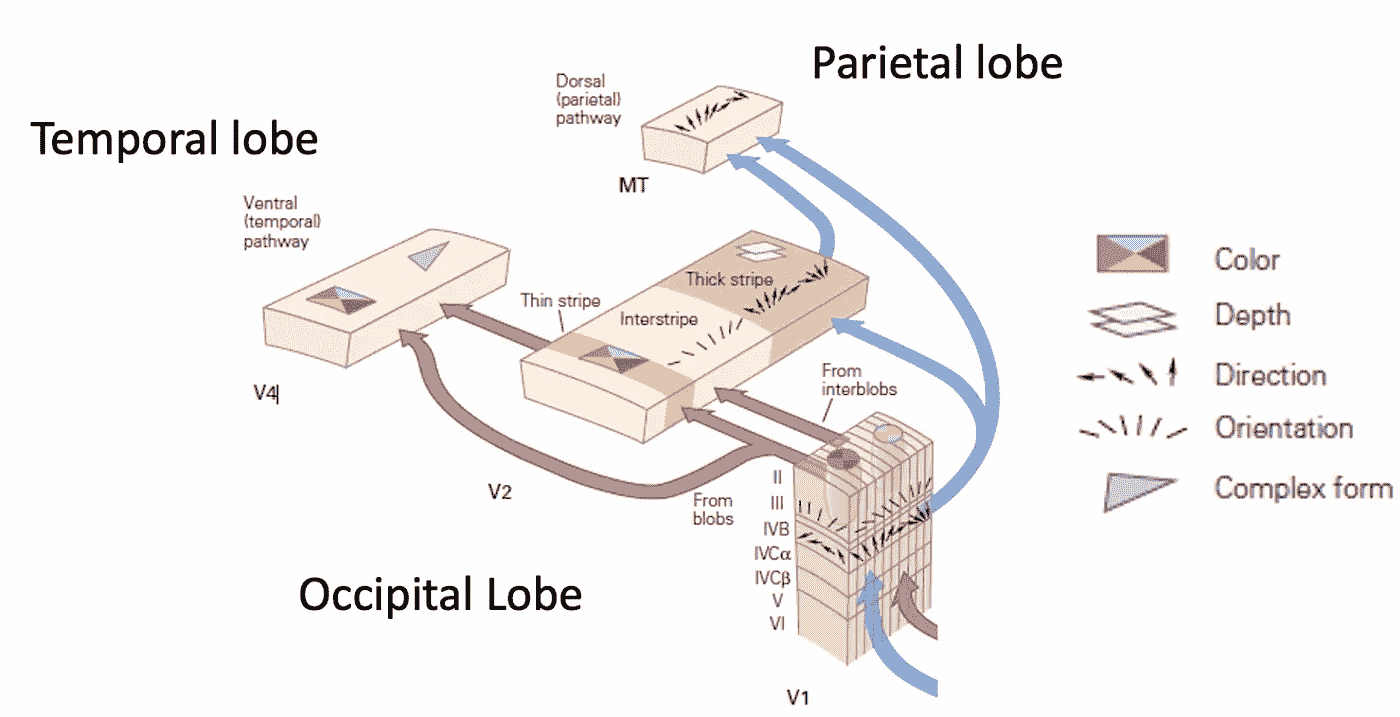 Parietal lobe
Dorsal
(parietal)
pathway
Temporal lobe
MT
Ventral
(temporal)
pathway
Thick stripe
Thin stripe
Interstripe
V4
From
interblobs
V2
From
blobs
II
III
IVB
IVCα
IVCβ
V
VI
Occipital Lobe
V1
Color
Depth
Direction
Orientation
Complex form